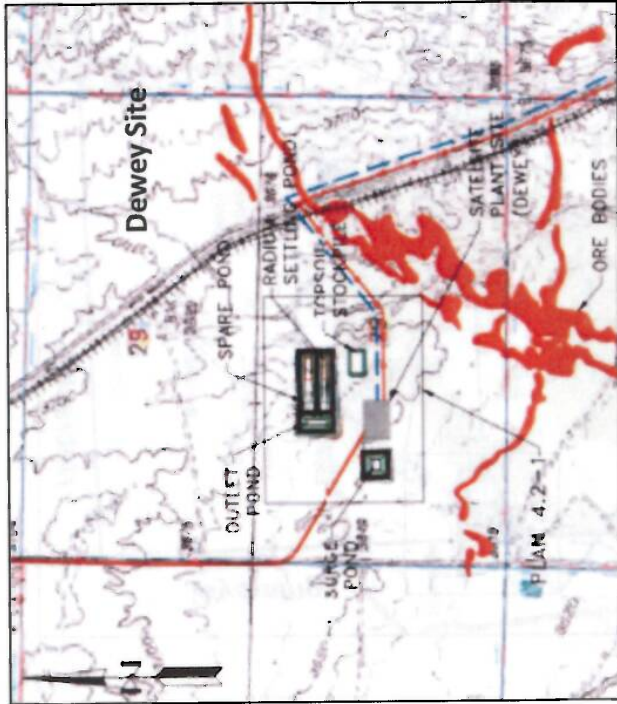 Dewey Site
29
SPARE POND
RADIUM
SETTLING POND
TOPSOIL
STOCKPILE
OUTLET
POND
SURGE
POND
SATELLITE
PLANT SITE
(DEWEY)
ORE BODIES
PLAN 4.2-1